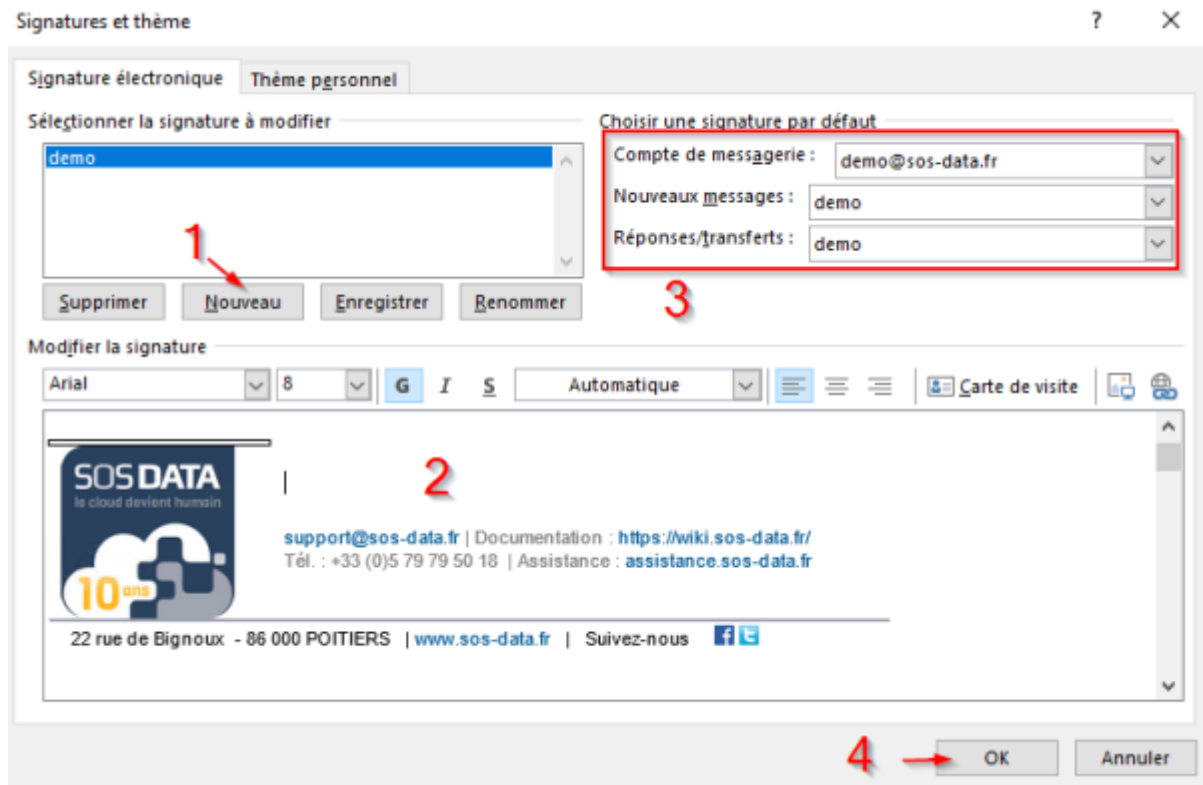 Signatures et thème
?
Signature électronique
Thème personnel
Sélectionner la signature à modifier
Choisir une signature par défaut
demo
Compte de messagerie : demo@sos-data.fr
Nouveaux messages : demo
Réponses/transferts : demo
1
3
Supprimer Nouveau Enregistrer Renommer
Modifier la signature
Arial 8 G I S Automatique Carte de visite
SOS DATA
le cloud devient humain
10 ans
2
support@sos-data.fr | Documentation : https://wiki.sos-data.fr/
Tél. : +33 (0)5 79 79 50 18 | Assistance : assistance.sos-data.fr
22 rue de Bignoux - 86 000 POITIERS | www.sos-data.fr | Suivez-nous
4
OK Annuler